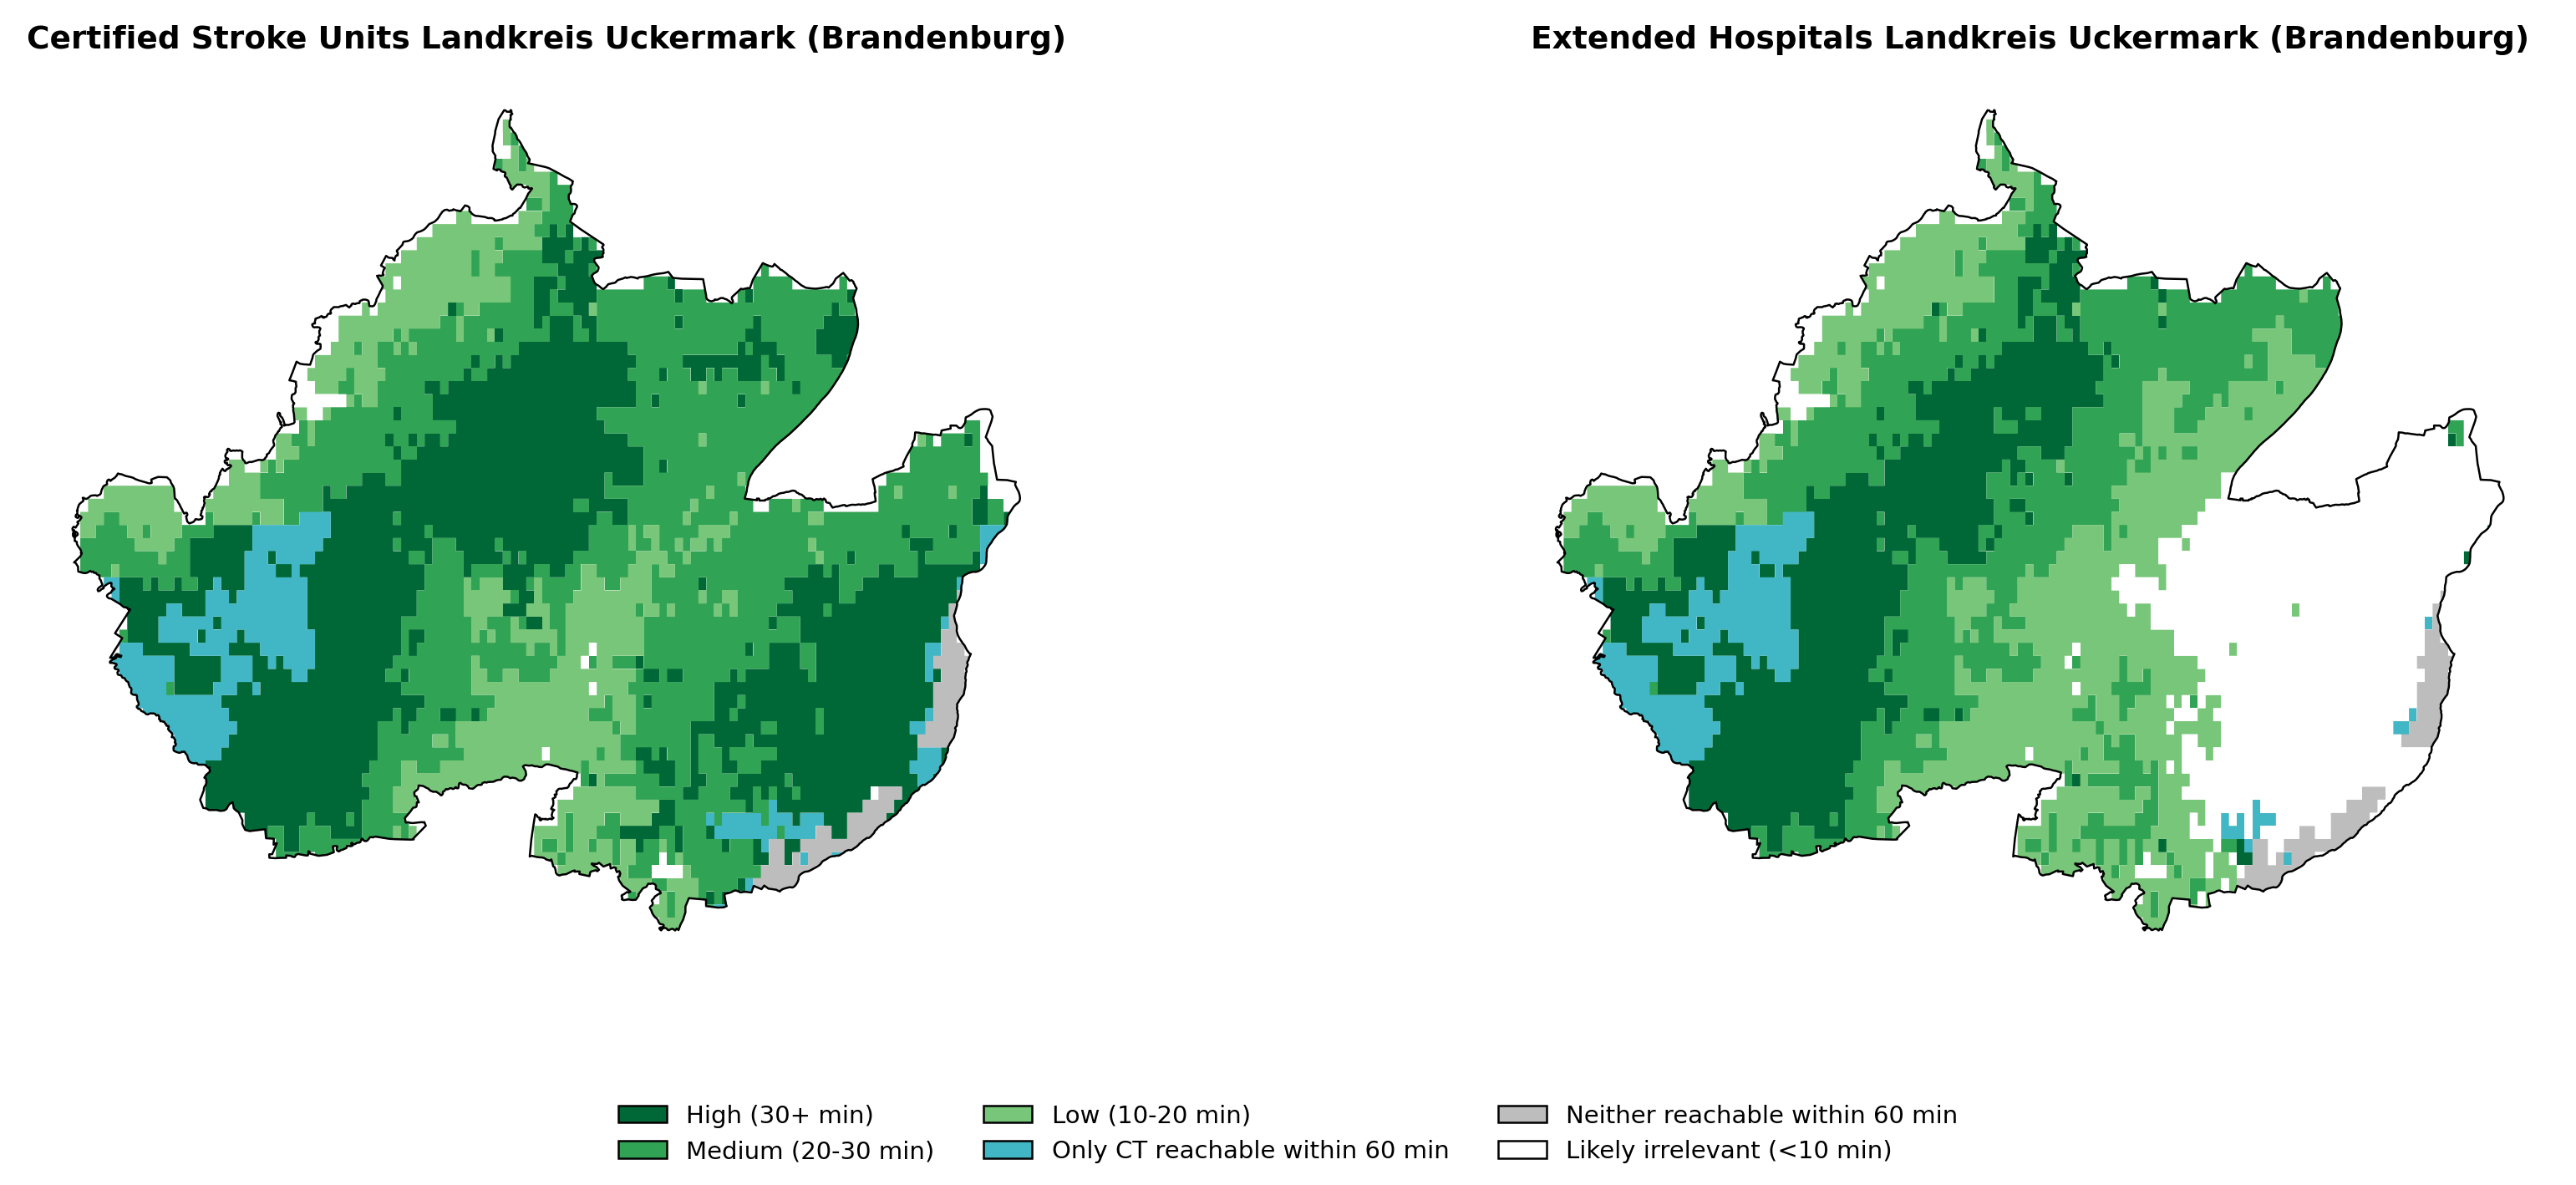 Certified Stroke Units Landkreis Uckermark (Brandenburg)
Extended Hospitals Landkreis Uckermark (Brandenburg)
High (30+ min)
Medium (20-30 min)
Low (10-20 min)
Only CT reachable within 60 min
Neither reachable within 60 min
Likely irrelevant (<10 min)